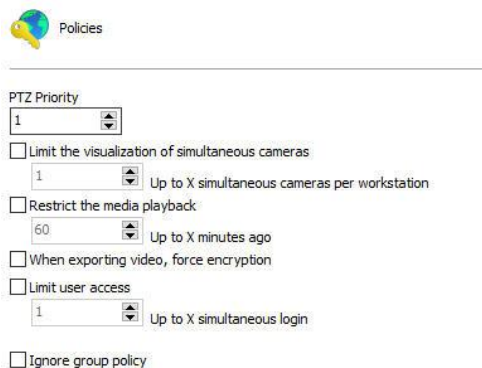 Policies
PTZ Priority
1
Limit the visualization of simultaneous cameras
1 Up to X simultaneous cameras per workstation
Restrict the media playback
60 Up to X minutes ago
When exporting video, force encryption
Limit user access
1 Up to X simultaneous login
Ignore group policy